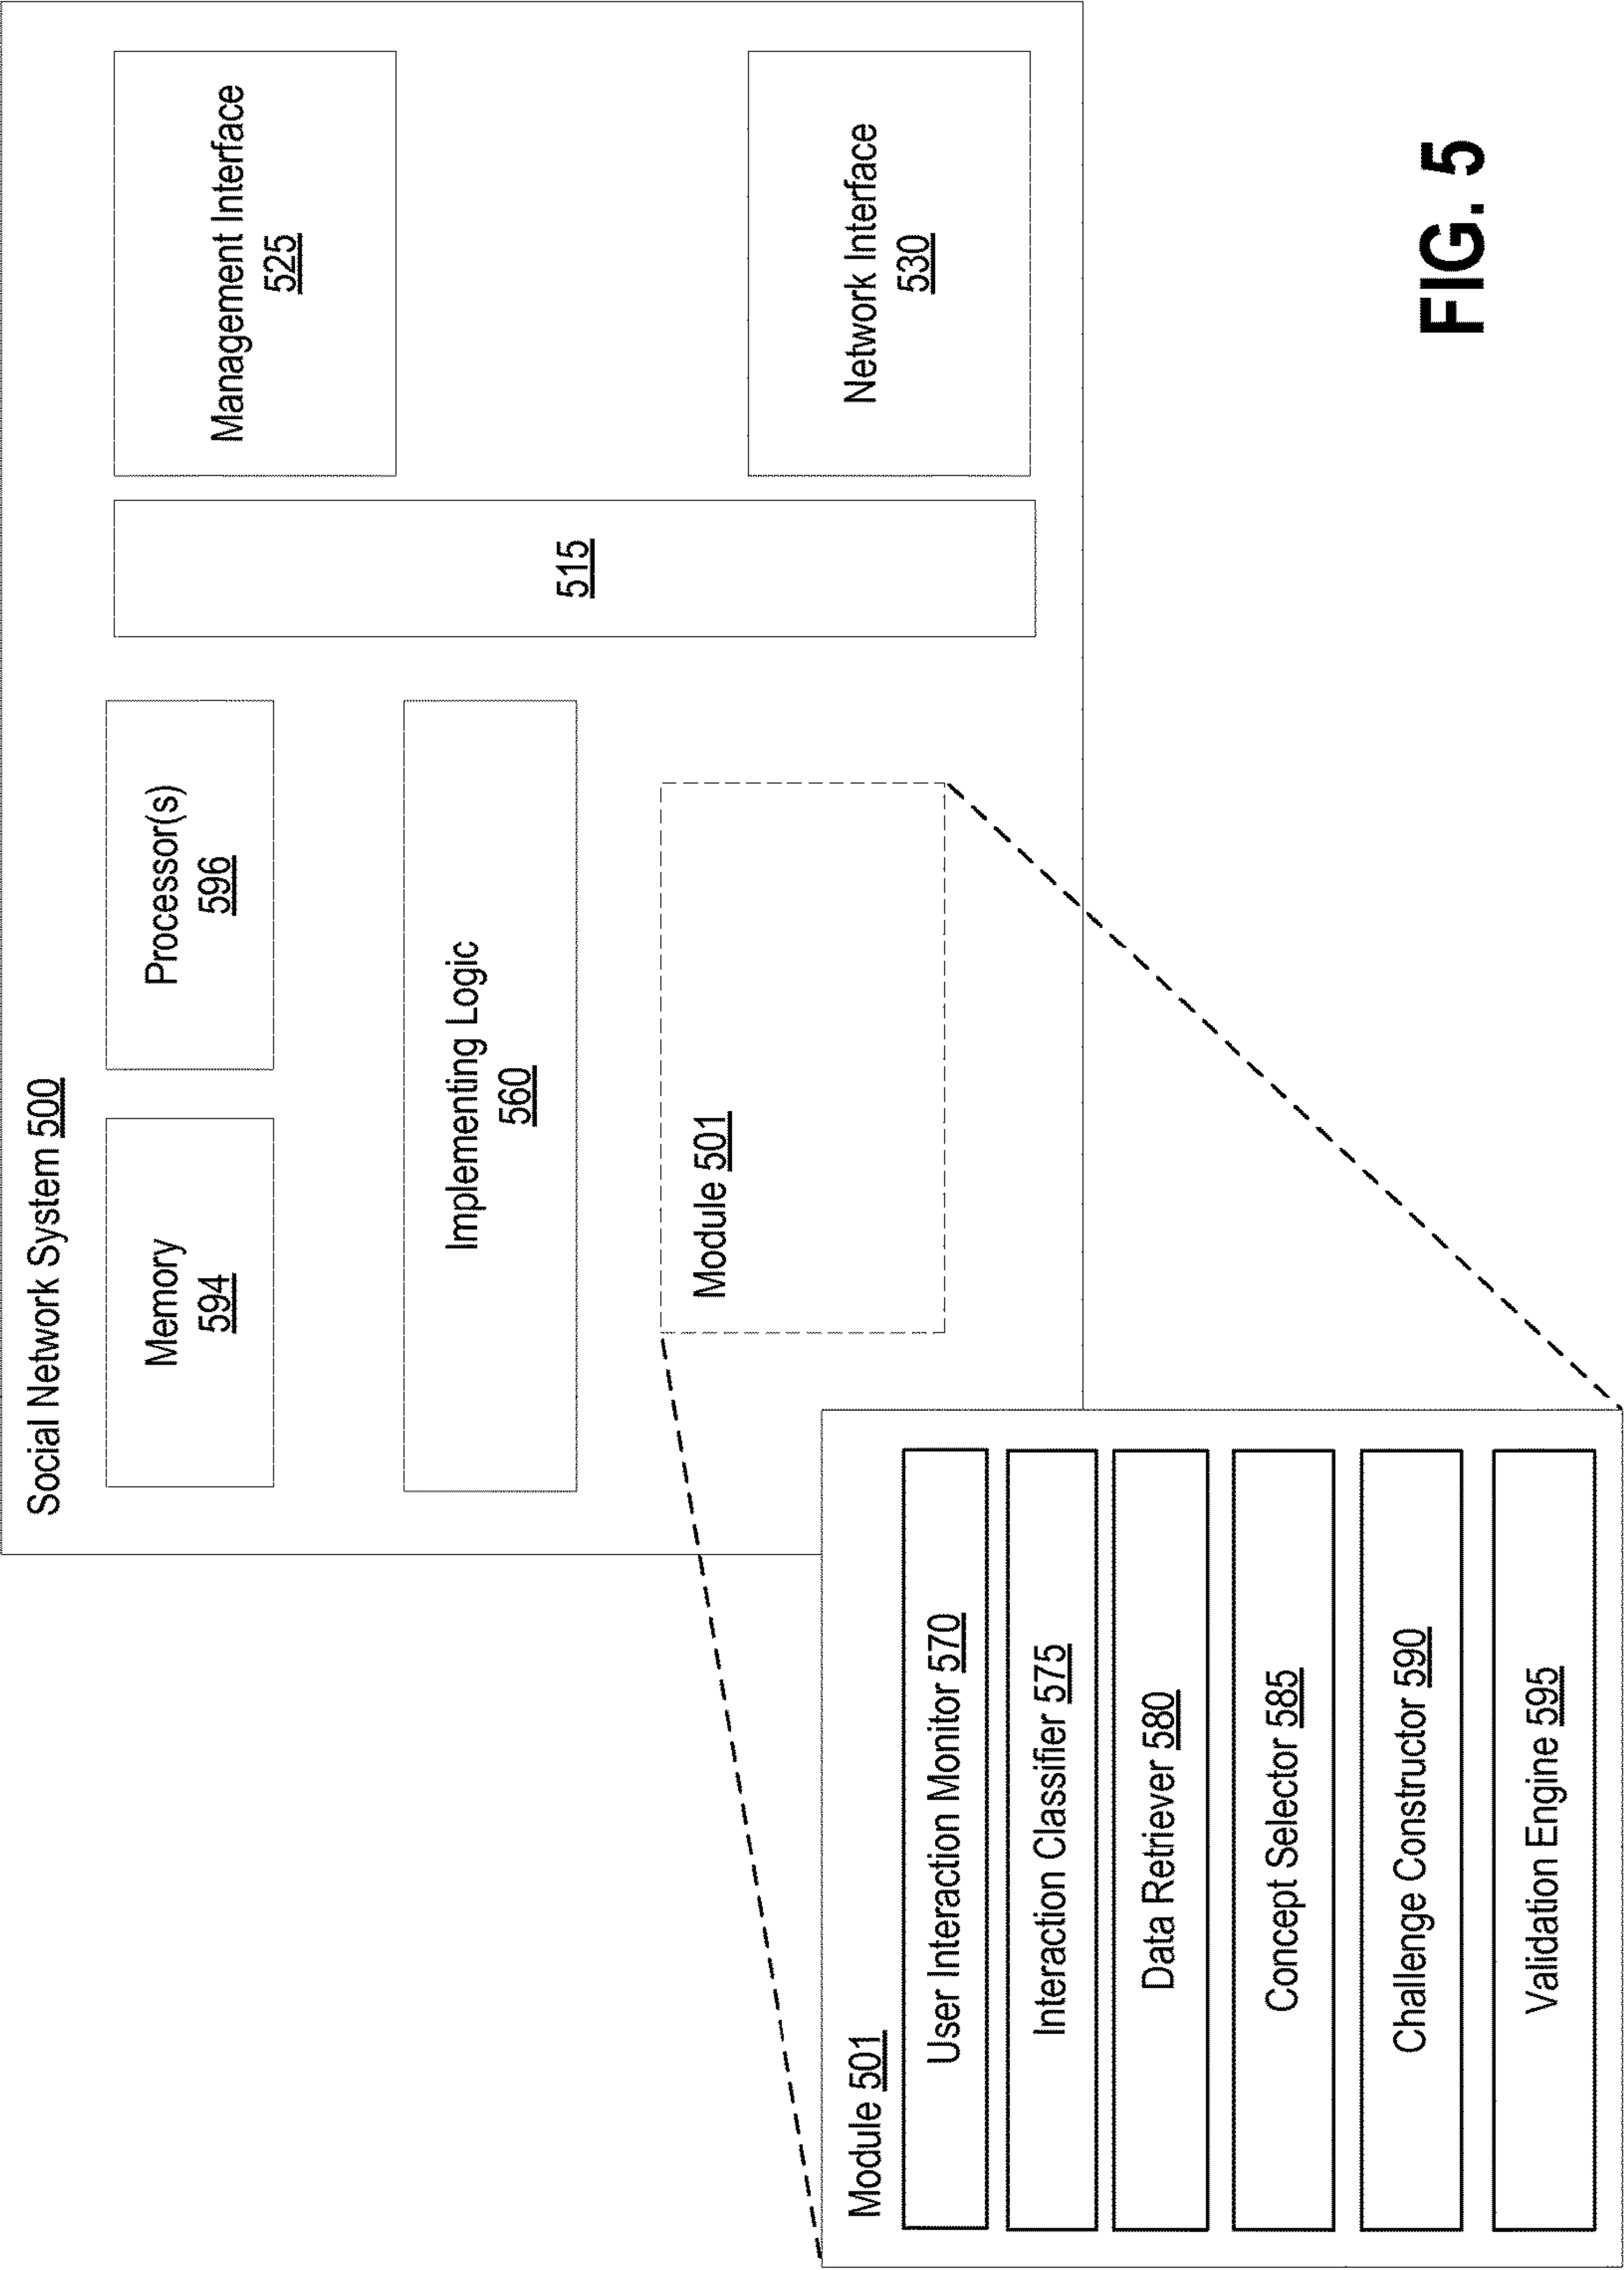 Social Network System 500
Memory
594
Processor(s)
596
Implementing Logic
560
Module 501
515
Management Interface
525
Network Interface
530
Module 501
User Interaction Monitor 570
Interaction Classifier 575
Data Retriever 580
Concept Selector 585
Challenge Constructor 590
Validation Engine 595
FIG. 5